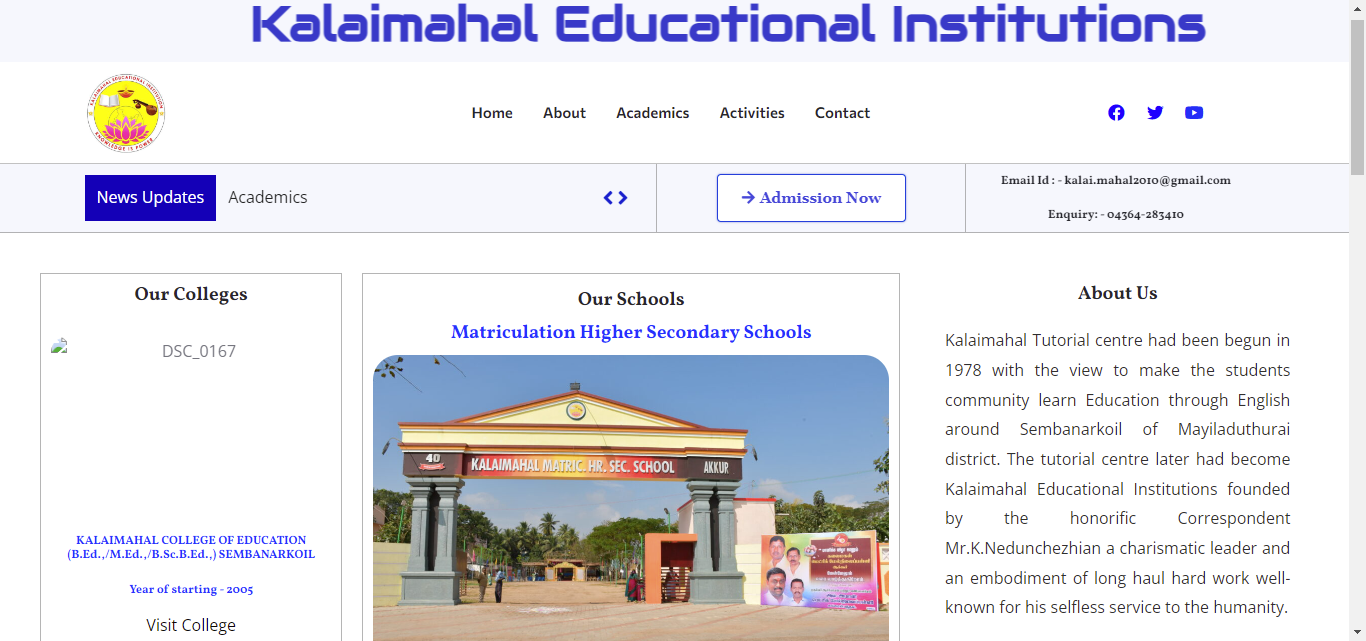 Kalaimahal Educational Institutions
KALAIMAHAL EDUCATIONAL INSTITUTION
KNOWLEDGE IS POWER
Home About Academics Activities Contact
News Updates Academics
Admission Now
Email Id : - kalai.mahal2010@gmail.com
Enquiry: - 04364-283410
Our Colleges
DSC_0167
KALAIMAHAL COLLEGE OF EDUCATION
(B.Ed.,/M.Ed.,/B.Sc.B.Ed.,) SEMBANARKOIL
Year of starting - 2005
Visit College
Our Schools
Matriculation Higher Secondary Schools
40
KALAIMAHAL MATRIC. HR. SEC. SCHOOL
AKKUR
About Us
Kalaimahal Tutorial centre had been begun in
1978 with the view to make the students
community learn Education through English
around Sembanarkoil of Mayiladuthurai
district. The tutorial centre later had become
Kalaimahal Educational Institutions founded
by the honorific Correspondent
Mr.K.Nedunchezhian a charismatic leader and
an embodiment of long haul hard work well-
known for his selfless service to the humanity.